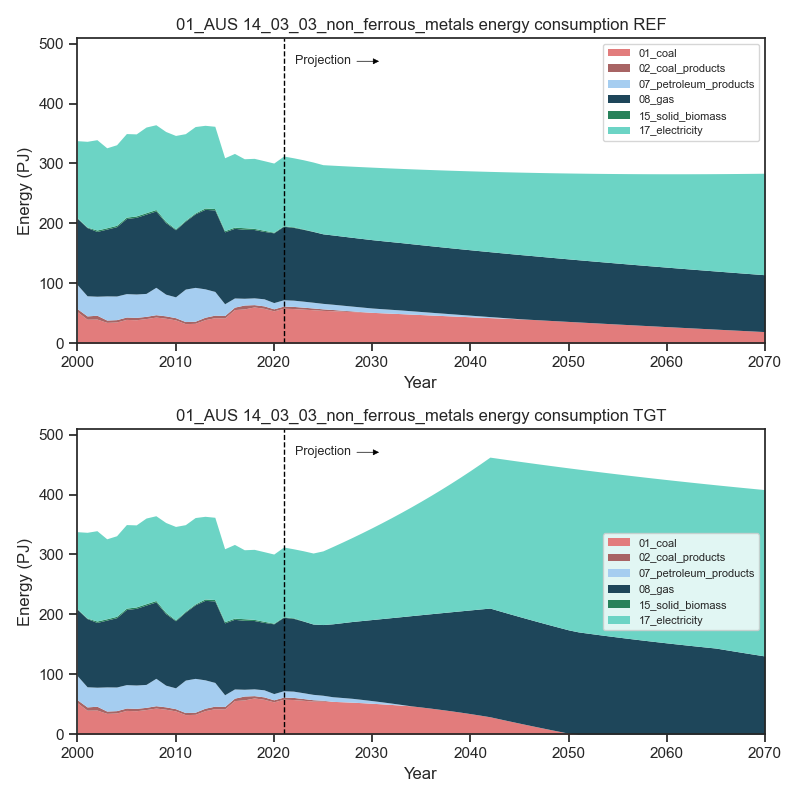 01_AUS 14_03_03_non_ferrous_metals energy consumption REF
500
400
300
200
100
0
Energy (PJ)
Projection
01_coal
02_coal_products
07_petroleum_products
08_gas
15_solid_biomass
17_electricity
2000 2010 2020 2030 2040 2050 2060 2070
Year
01_AUS 14_03_03_non_ferrous_metals energy consumption TGT
500
400
300
200
100
0
Energy (PJ)
Projection
01_coal
02_coal_products
07_petroleum_products
08_gas
15_solid_biomass
17_electricity
2000 2010 2020 2030 2040 2050 2060 2070
Year